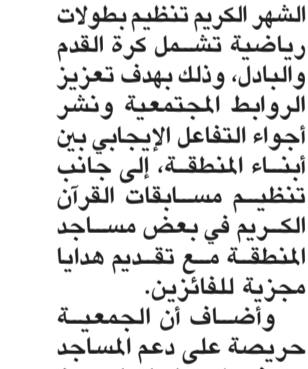 الشهر الكريم تنظيم بطولات
رياضية تشمل كرة القدم
والبادل، وذلك بهدف تعزيز
الروابط المجتمعية ونشر
أجواء التفاعل الإيجابي بين
أبناء المنطقة، إلى جانب
تنظيم مسابقات القرآن
الكريم في بعض مساجد
المنطقة مع تقديم هدايا
مجزية للفائزين.
وأضاف أن الجمعية
حريصة على دعم المساجد